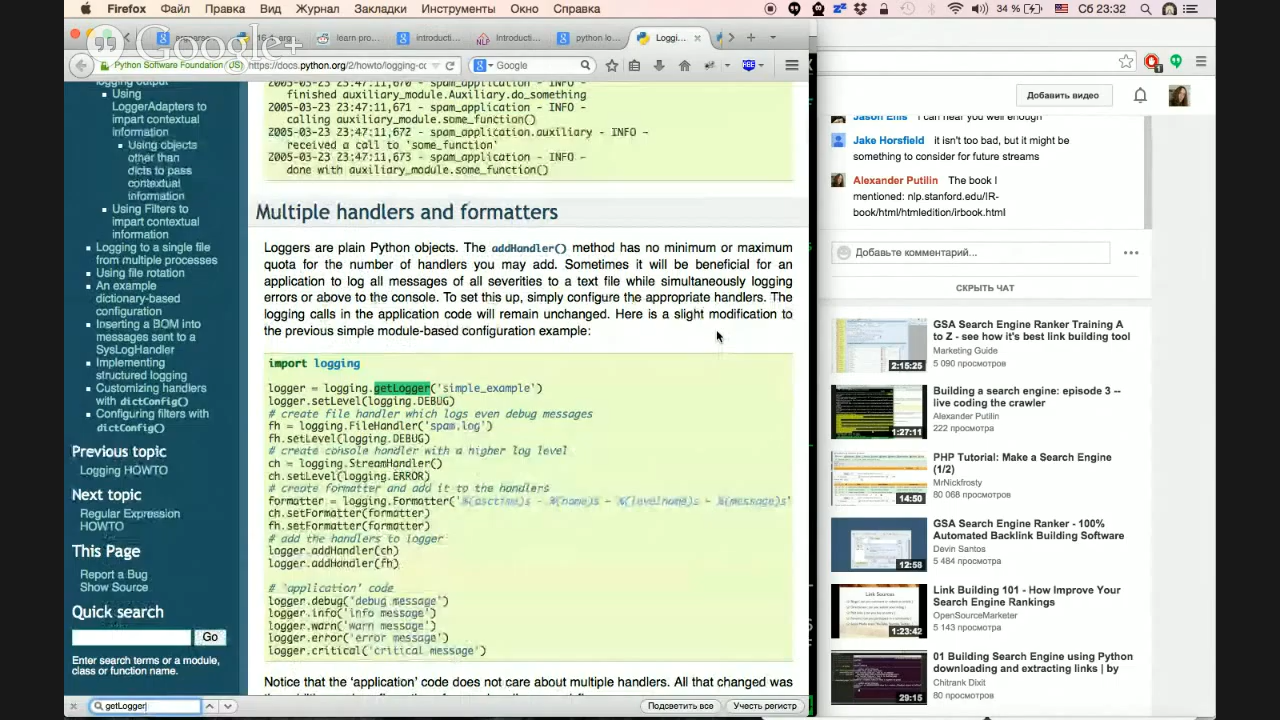 Firefox Файл Правка Вид Журнал Закладки Инструменты Окно Справка
34 % Сб 23:32
Google+
learn pro...
introducti...
Introducti...
python lo...
Loggi...
Python Software Foundation (US) https://docs.python.org/2/howto/logging-co
Google
logging output
Using
LoggerAdapters to
impart contextual
information
Using objects
other than
dicts to pass
contextual
information
Using Filters to
impart contextual
information
Logging to a single file
from multiple processes
Using file rotation
An example
dictionary-based
configuration
Inserting a BOM into
messages sent to a
SysLogHandler
Implementing
structured logging
Customizing handlers
with dictConfig()
Configuring filters with
dictConfig()
Previous topic
Logging HOWTO
Next topic
Regular Expression
HOWTO
This Page
Report a Bug
Show Source
Quick search
Go
Enter search terms or a module,
class or function name.
2005-03-23 23:47:11,670 - spam_application.auxiliary - INFO -
finished auxiliary_module.Auxiliary.do_something
2005-03-23 23:47:11,671 - spam_application - INFO -
calling auxiliary_module.some_function()
2005-03-23 23:47:11,672 - spam_application.auxiliary - INFO -
received a call to 'some_function'
2005-03-23 23:47:11,673 - spam_application - INFO -
done with auxiliary_module.some_function()
Multiple handlers and formatters
Loggers are plain Python objects. The addHandler() method has no minimum or maximum
quota for the number of handlers you may add. Sometimes it will be beneficial for an
application to log all messages of all severities to a text file while simultaneously logging
errors or above to the console. To set this up, simply configure the appropriate handlers. The
logging calls in the application code will remain unchanged. Here is a slight modification to
the previous simple module-based configuration example:
import logging
logger = logging.getLogger('simple_example')
logger.setLevel(logging.DEBUG)
# create file handler which logs even debug messages
fh = logging.FileHandler('spam.log')
fh.setLevel(logging.DEBUG)
# create console handler with a higher log level
ch = logging.StreamHandler()
ch.setLevel(logging.ERROR)
# create formatter and add it to the handlers
formatter = logging.Formatter('%(asctime)s - %(name)s - %(levelname)s - %(message)s'
ch.setFormatter(formatter)
fh.setFormatter(formatter)
# add the handlers to logger
logger.addHandler(ch)
logger.addHandler(fh)
# 'application' code
logger.debug('debug message')
logger.info('info message')
logger.warn('warn message')
logger.error('error message')
logger.critical('critical message')
getLogger
Подсветить все
Учесть регистр
Добавить видео
Jason Ellis I can hear you well enough
Jake Horsfield it isn't too bad, but it might be
something to consider for future streams
Alexander Putilin The book I
mentioned: nlp.stanford.edu/IR-
book/html/htmledition/irbook.html
Добавьте комментарий...
СКРЫТЬ ЧАТ
GSA Search Engine Ranker Training A
to Z - see how it's best link building tool
Marketing Guide
5 090 просмотра
2:15:25
Building a search engine: episode 3 --
live coding the crawler
Alexander Putilin
222 просмотра
1:27:11
PHP Tutorial: Make a Search Engine
(1/2)
MrNickfrosty
80 068 просмотров
14:50
GSA Search Engine Ranker - 100%
Automated Backlink Building Software
Devin Santos
5 484 просмотра
12:58
Link Building 101 - How Improve Your
Search Engine Rankings
OpenSourceMarketer
5 143 просмотра
1:23:42
01 Building Search Engine using Python
downloading and extracting links | by
Chitrank Dixit
80 просмотров
29:15